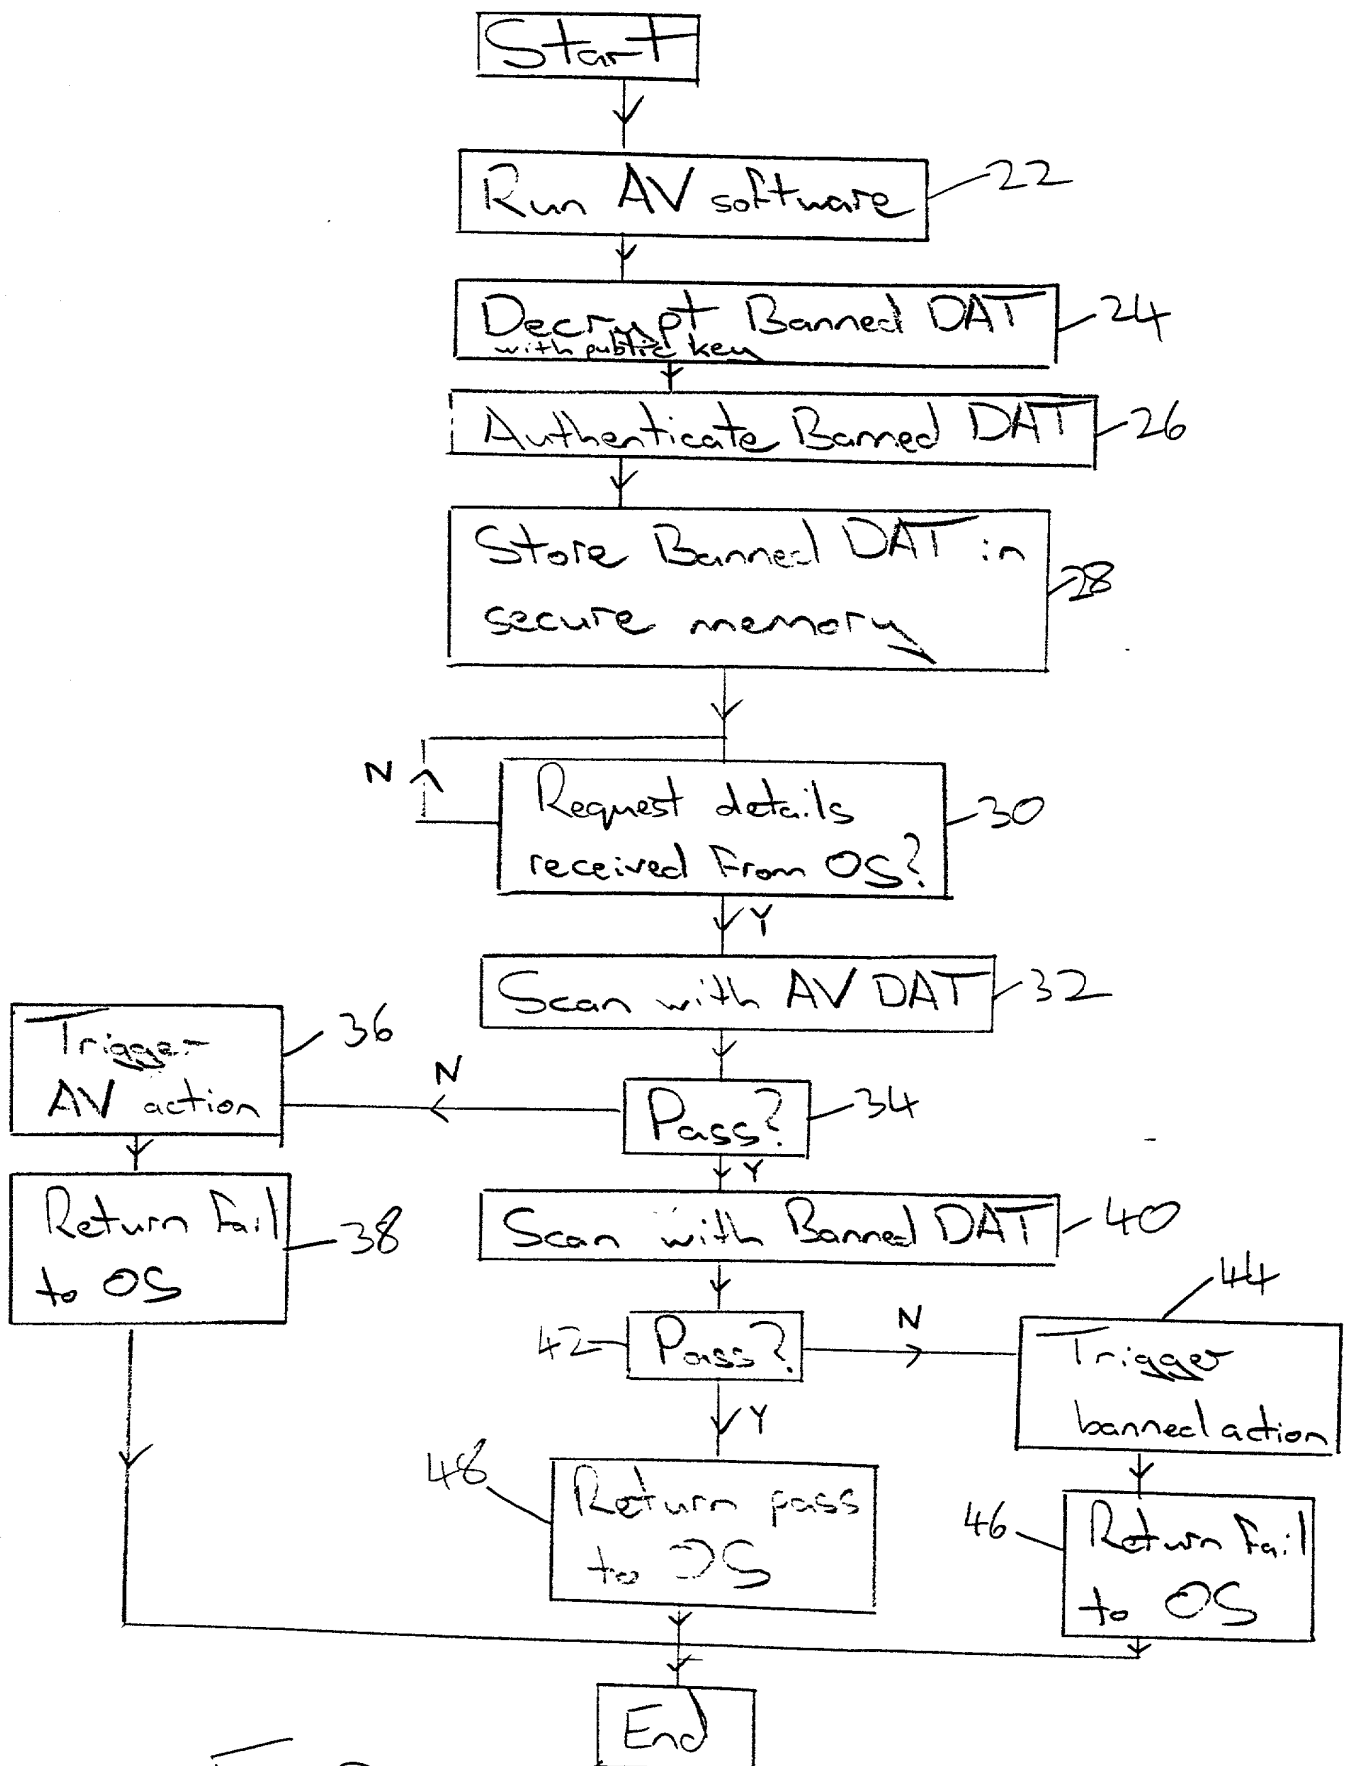 Start
Run AV software
22
Decrypt Banned DAT
with public key
24
Authenticate Banned DAT
26
Store Banned DAT in
secure memory
28
N
Request details
received from OS?
30
Y
Scan with AV DAT
32
Trigger
AV action
36
N
Pass?
34
Y
Return fail
to OS
38
Scan with Banned DAT
40
42
Pass?
N
44
Trigger
banned action
Y
48
Return pass
to OS
46
Return Fail
to OS
End